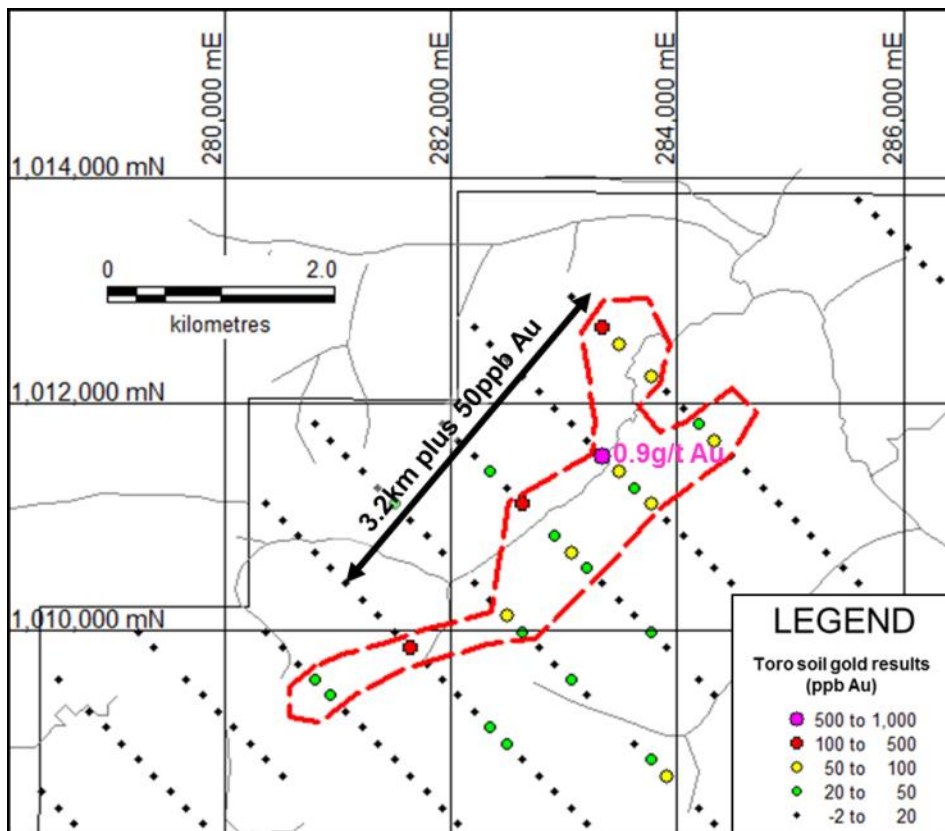 280,000 mE
282,000 mE
284,000 mE
286,000 mE
1,014,000 mN
0 2.0
kilometres
3.2km plus 50ppb Au
1,012,000 mN
0.9g/t Au
1,010,000 mN
LEGEND
Toro soil gold results
(ppb Au)
500 to 1,000
100 to 500
50 to 100
20 to 50
-2 to 20